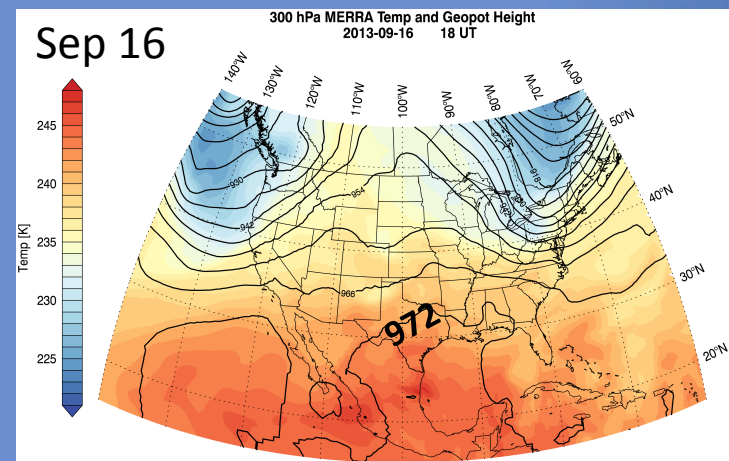 Sep 16
300 hPa MERRA Temp and Geopot Height
2013-09-16 18 UT
140°W
130°W
120°W
110°W
100°W
90°W
80°W
70°W
60°W
50°N
40°N
30°N
20°N
Temp [K]
245
240
235
230
225
930
942
954
966
918
972